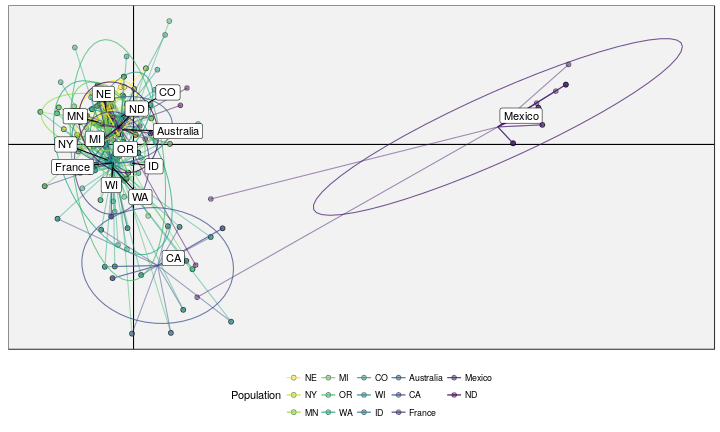 NE
CO
ND
MN
Mexico
Australia
MI
NY
OR
France
ID
WI
WA
CA
NE MI CO Australia Mexico
Population NY OR WI CA ND
MN WA ID France